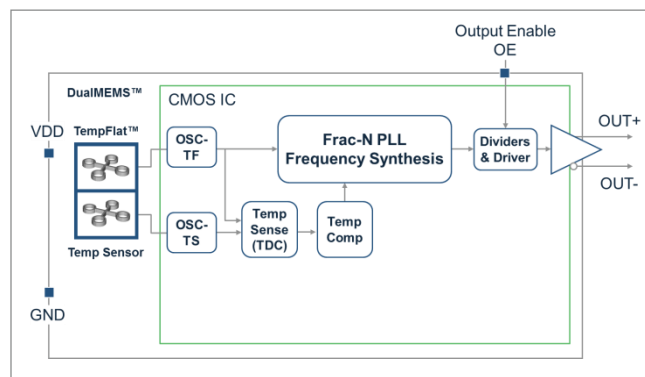 Output Enable
OE
DualMEMS™
CMOS IC
VDD
TempFlat™
OSC-
TF
Frac-N PLL
Frequency Synthesis
Dividers
& Driver
OUT+
OUT-
OSC-
TS
Temp
Sense
(TDC)
Temp
Comp
Temp Sensor
GND